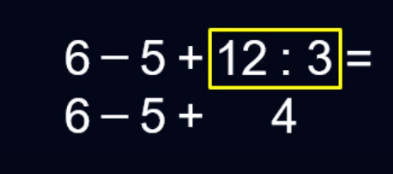 6 – 5 + 12 : 3 =
6 – 5 + 4